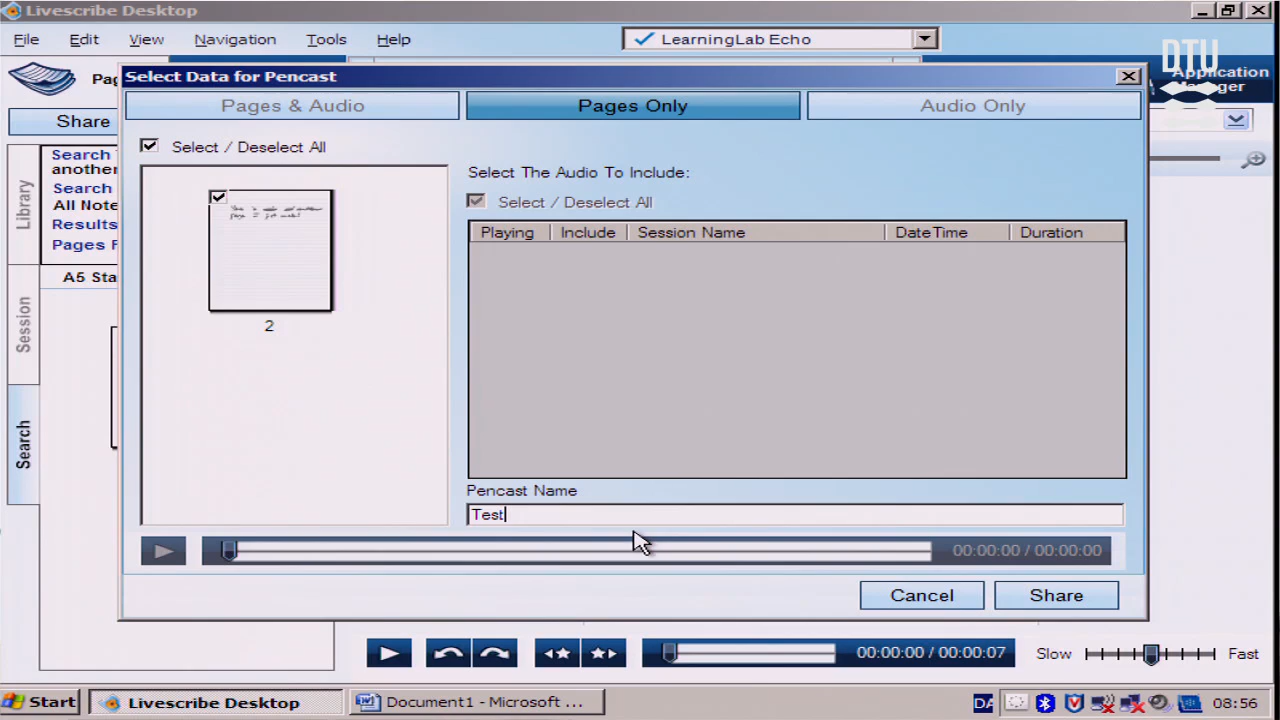 Livescribe Desktop
File Edit View Navigation Tools Help
LearningLab Echo
DTU
Pag
Application
Manager
Select Data for Pencast
Pages & Audio
Pages Only
Audio Only
Share
Select / Deselect All
Select The Audio To Include:
Select / Deselect All
Playing Include Session Name DateTime Duration
Search
another
Search
All Note
Results
Pages F
A5 Sta
Library
Session
Search
2
Pencast Name
Test
00:00:00 / 00:00:00
Cancel Share
00:00:00 / 00:00:07
Slow Fast
Start Livescribe Desktop Document1 - Microsoft ... DA 08:56